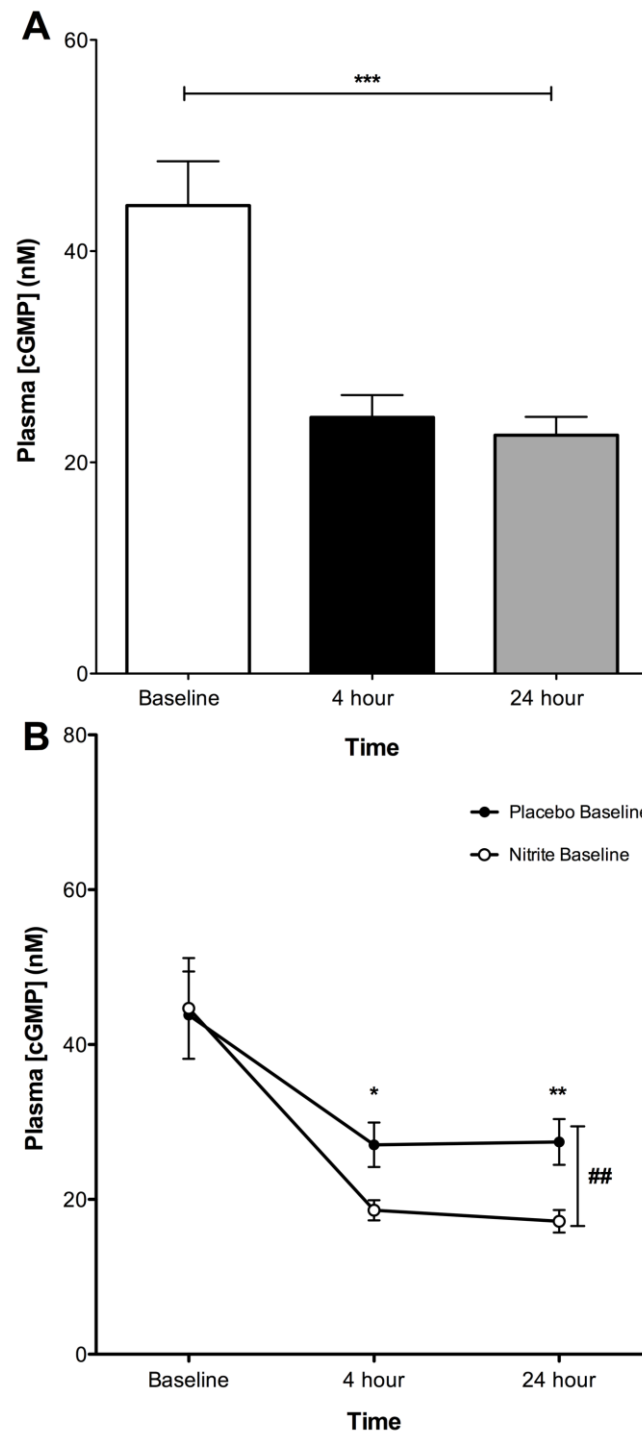 A
60
***
40
20
0
Plasma [cGMP] (nM)
Baseline
4 hour
24 hour
Time
B
80
Placebo Baseline
Nitrite Baseline
60
40
*
**
20
##
0
Plasma [cGMP] (nM)
Baseline
4 hour
24 hour
Time